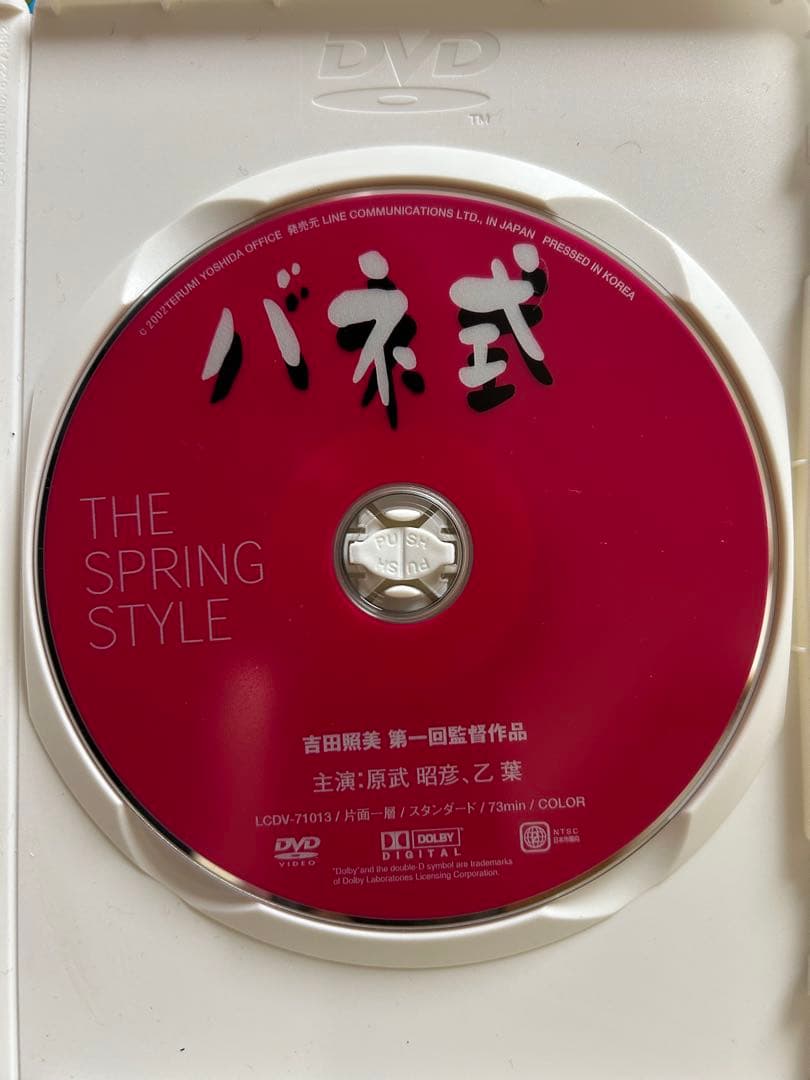 DVD
TM
© 2002TERUMI YOSHIDA OFFICE 発売元 LINE COMMUNICATIONS LTD., IN JAPAN PRESSED IN KOREA
バネ式
THE
SPRING
STYLE
PUSH
PUSH
吉田照美 第一回監督作品
主演:原武 昭彦、乙 葉
LCDV-71013 / 片面一層 / スタンダード / 73min / COLOR
DVD
VIDEO
DOLBY
DIGITAL
NTSC
日本市場向
"Dolby"and the double-D symbol are trademarks
of Dolby Laboratories Licensing Corporation.